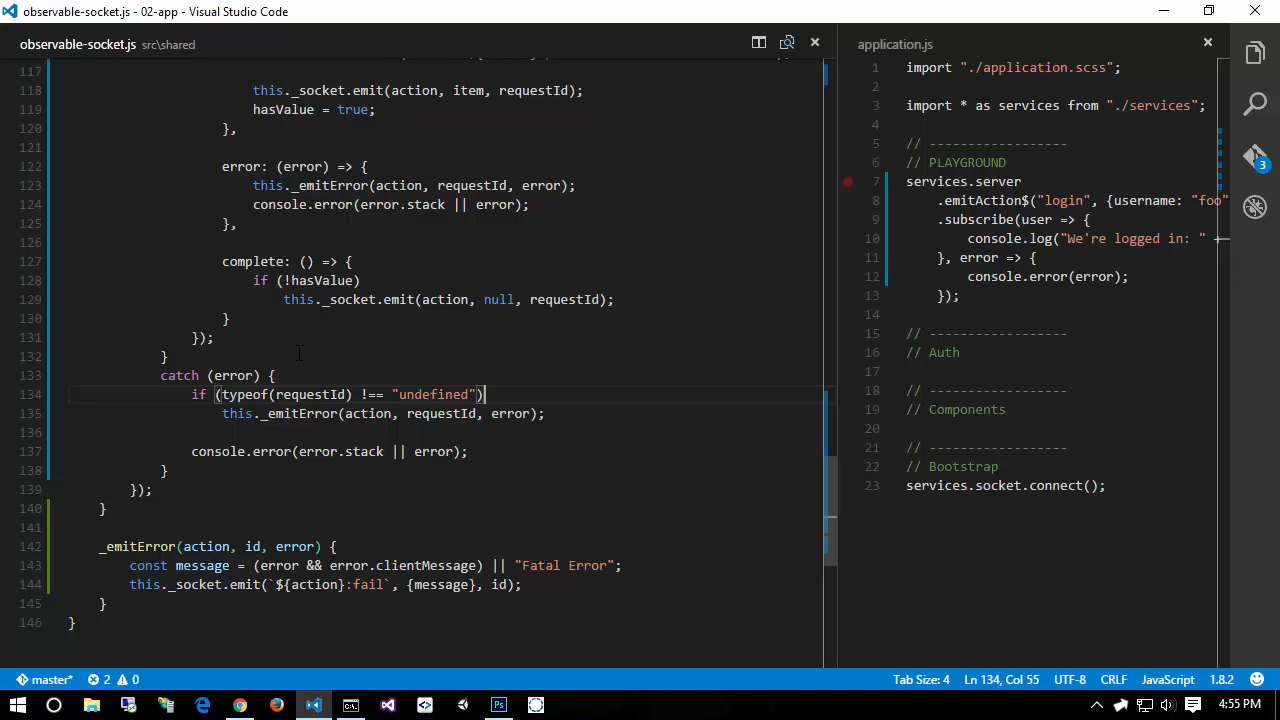 observable-socket.js - 02-app - Visual Studio Code
observable-socket.js src\shared
117
118 this._socket.emit(action, item, requestId);
119 hasValue = true;
120 },
121
122 error: (error) => {
123 this._emitError(action, requestId, error);
124 console.error(error.stack || error);
125 },
126
127 complete: () => {
128 if (!hasValue)
129 this._socket.emit(action, null, requestId);
130 }
131 });
132 }
133 catch (error) {
134 if (typeof(requestId) !== "undefined")
135 this._emitError(action, requestId, error);
136
137 console.error(error.stack || error);
138 }
139 });
140 }
141
142 _emitError(action, id, error) {
143 const message = (error && error.clientMessage) || "Fatal Error";
144 this._socket.emit(`${action}:fail`, {message}, id);
145 }
146 }
application.js
1 import "./application.scss";
2
3 import * as services from "./services";
4
5 // ------------------
6 // PLAYGROUND
7 services.server
8 .emitAction$("login", {username: "foo"
9 .subscribe(user => {
10 console.log("We're logged in: " +
11 }, error => {
12 console.error(error);
13 });
14
15 // ------------------
16 // Auth
17
18 // ------------------
19 // Components
20
21 // ------------------
22 // Bootstrap
23 services.socket.connect();
3
master* 2 0 Tab Size: 4 Ln 134, Col 55 UTF-8 CRLF JavaScript 1.8.2
Ps
4:55 PM